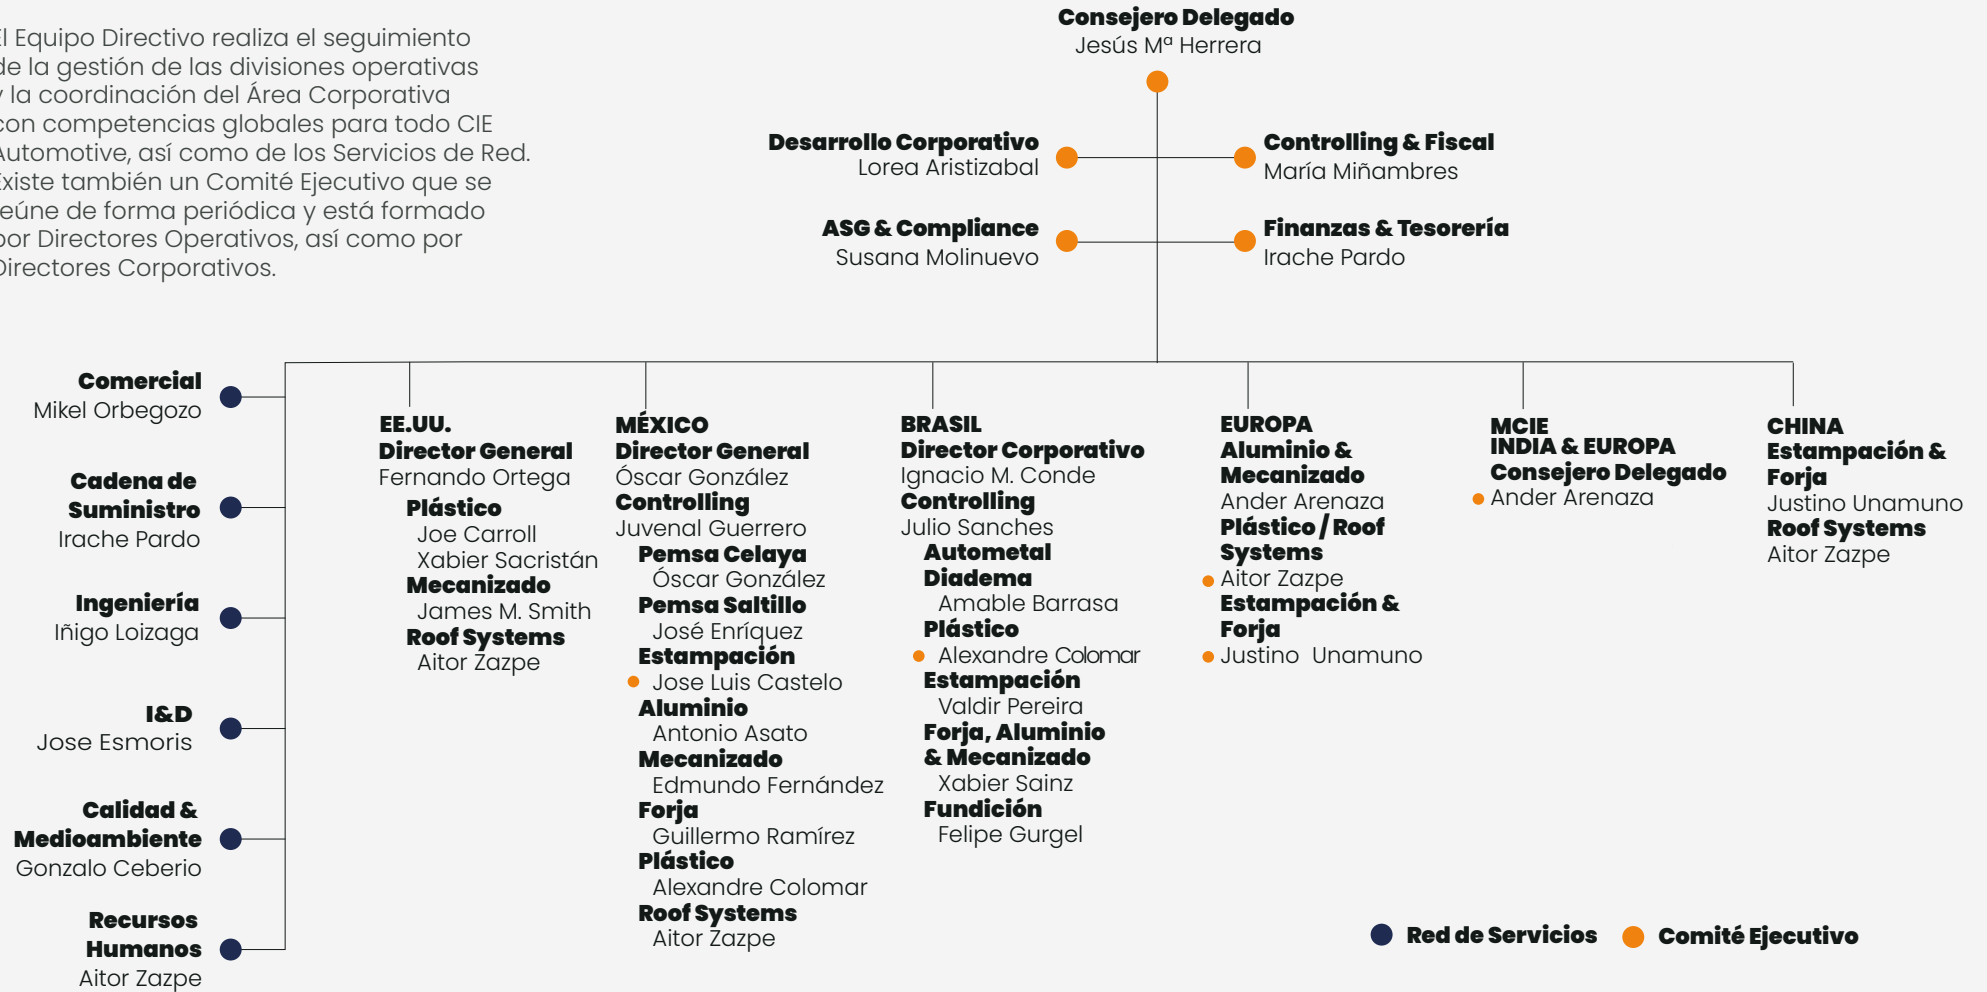 El Equipo Directivo realiza el seguimiento
de la gestión de las divisiones operativas
y la coordinación del Área Corporativa
con competencias globales para todo CIE
Automotive, así como de los Servicios de Red.
Existe también un Comité Ejecutivo que se
reúne de forma periódica y está formado
por Directores Operativos, así como por
Directores Corporativos.
Consejero Delegado
Jesús Mª Herrera
Desarrollo Corporativo
Lorea Aristizabal
Controlling & Fiscal
María Miñambres
ASG & Compliance
Susana Molinuevo
Finanzas & Tesorería
Irache Pardo
Comercial
Mikel Orbegozo
Cadena de
Suministro
Irache Pardo
Ingeniería
Iñigo Loizaga
I&D
Jose Esmoris
Calidad &
Medioambiente
Gonzalo Ceberio
Recursos
Humanos
Aitor Zazpe
EE.UU.
Director General
Fernando Ortega
Plástico
Joe Carroll
Xabier Sacristán
Mecanizado
James M. Smith
Roof Systems
Aitor Zazpe
MÉXICO
Director General
Óscar González
Controlling
Juvenal Guerrero
Pemsa Celaya
Óscar González
Pemsa Saltillo
José Enríquez
Estampación
Jose Luis Castelo
Aluminio
Antonio Asato
Mecanizado
Edmundo Fernández
Forja
Guillermo Ramírez
Plástico
Alexandre Colomar
Roof Systems
Aitor Zazpe
BRASIL
Director Corporativo
Ignacio M. Conde
Controlling
Julio Sanches
Autometal
Diadema
Amable Barrasa
Plástico
Alexandre Colomar
Estampación
Valdir Pereira
Forja, Aluminio
& Mecanizado
Xabier Sainz
Fundición
Felipe Gurgel
EUROPA
Aluminio &
Mecanizado
Ander Arenaza
Plástico / Roof
Systems
Aitor Zazpe
Estampación &
Forja
Justino Unamuno
MCIE
INDIA & EUROPA
Consejero Delegado
Ander Arenaza
CHINA
Estampación &
Forja
Justino Unamuno
Roof Systems
Aitor Zazpe
Red de Servicios
Comité Ejecutivo